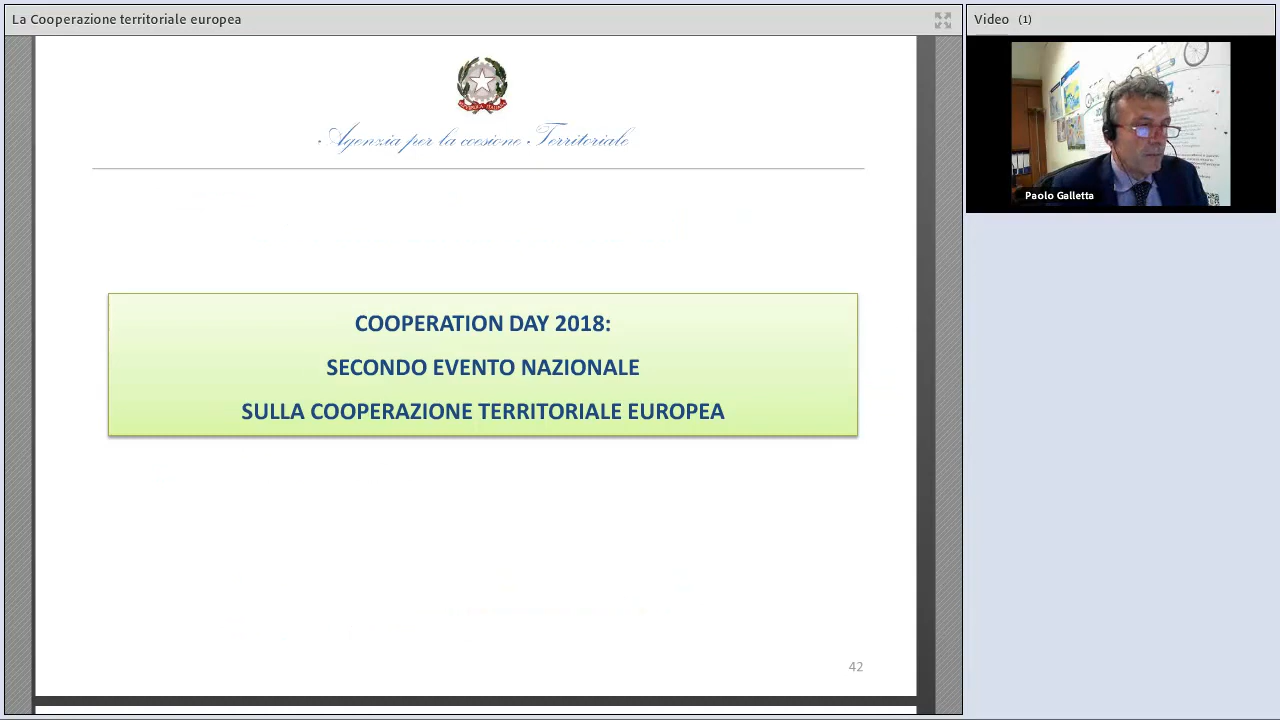 La Cooperazione territoriale europea
Video (1)
Agenzia per la coesione Territoriale
COOPERATION DAY 2018:
SECONDO EVENTO NAZIONALE
SULLA COOPERAZIONE TERRITORIALE EUROPEA
42
Paolo Galletta